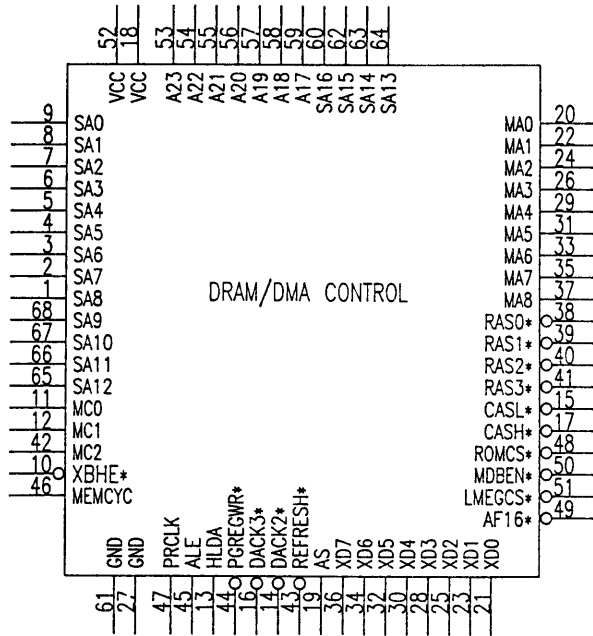 52 18 53 54 55 56 57 58 59 60 62 63 64
VCC VCC A23 A22 A21 A20 A19 A18 A17 SA16 SA15 SA14 SA13
9 SA0 MA0 20
8 SA1 MA1 22
7 SA2 MA2 24
6 SA3 MA3 26
5 SA4 MA4 29
4 SA5 MA5 31
3 SA6 MA6 33
2 SA7 MA7 35
DRAM/DMA CONTROL
1 SA8 MA8 37
68 SA9 RAS0* 38
67 SA10 RAS1* 39
66 SA11 RAS2* 40
65 SA12 RAS3* 41
11 MC0 CASL* 15
12 MC1 CASH* 17
42 MC2 ROMCS* 48
10 XBHE* MDBEN* 50
46 MEMCYC LMEGCS* 51
AF16* 49
GND GND PRCLK ALE HLDA PGREGWR* DACK3* DACK2* REFRESH* AS XD7 XD6 XD5 XD4 XD3 XD2 XD1 XD0
61 27 47 45 13 44 16 14 43 19 36 34 32 30 28 25 23 21